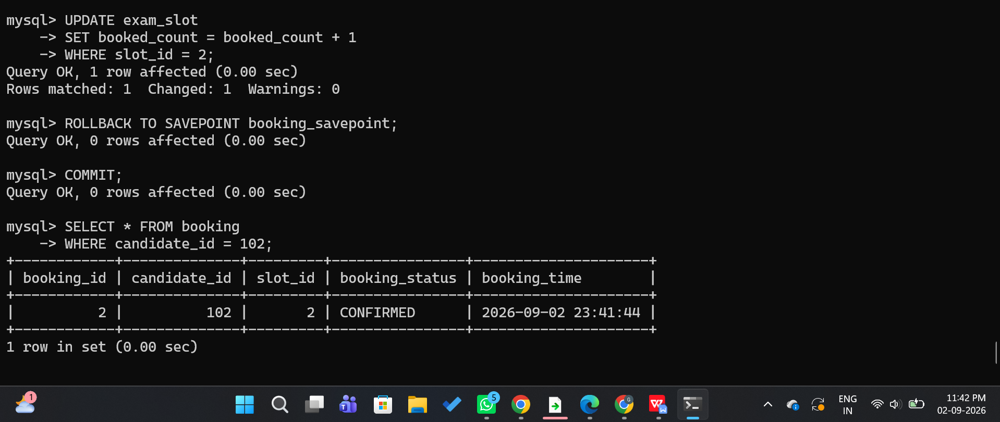 mysql> UPDATE exam_slot
    -> SET booked_count = booked_count + 1
    -> WHERE slot_id = 2;
Query OK, 1 row affected (0.00 sec)
Rows matched: 1  Changed: 1  Warnings: 0

mysql> ROLLBACK TO SAVEPOINT booking_savepoint;
Query OK, 0 rows affected (0.00 sec)

mysql> COMMIT;
Query OK, 0 rows affected (0.00 sec)

mysql> SELECT * FROM booking
    -> WHERE candidate_id = 102;
+------------+--------------+---------+----------------+---------------------+
| booking_id | candidate_id | slot_id | booking_status | booking_time        |
+------------+--------------+---------+----------------+---------------------+
|          2 |          102 |       2 | CONFIRMED      | 2026-09-02 23:41:44 |
+------------+--------------+---------+----------------+---------------------+
1 row in set (0.00 sec)
1
T
5
G
W
ENG
IN
11:42 PM
02-09-2026